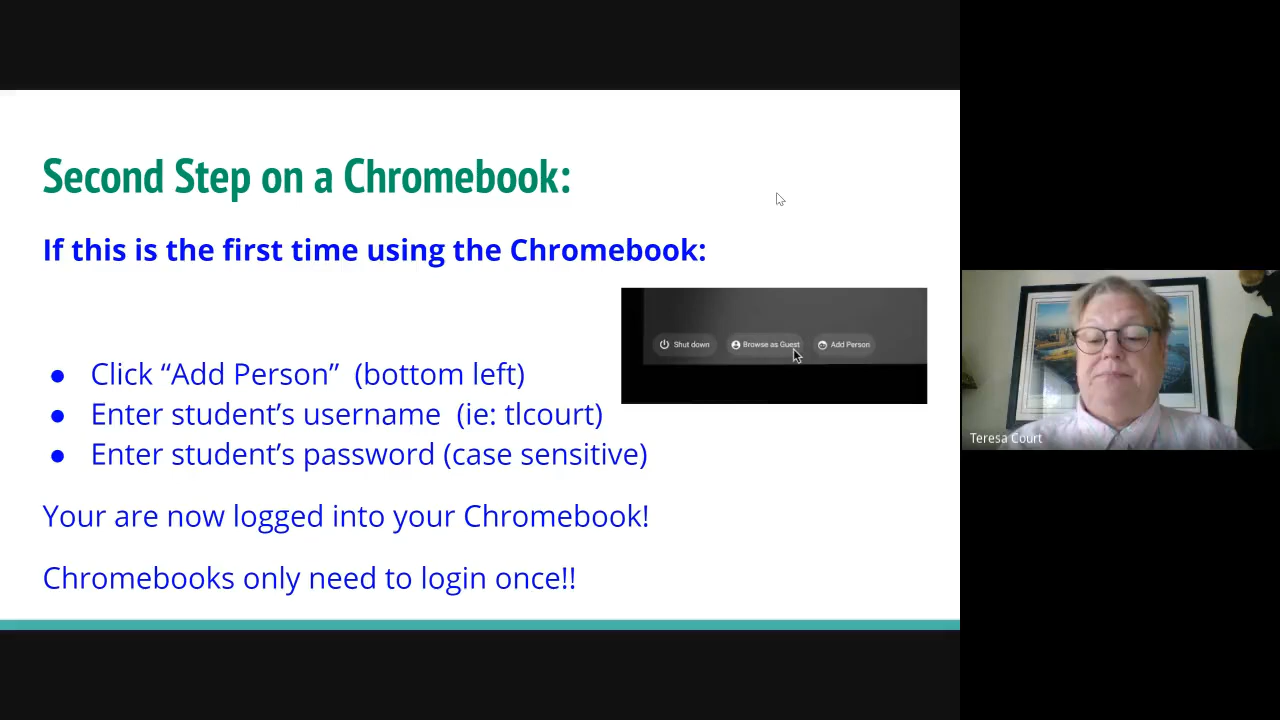 Second Step on a Chromebook:
If this is the first time using the Chromebook:
Shut down
Browse as Guest
Add Person
● Click “Add Person” (bottom left)
● Enter student’s username (ie: tlcourt)
● Enter student’s password (case sensitive)
Your are now logged into your Chromebook!
Chromebooks only need to login once!!
Teresa Court